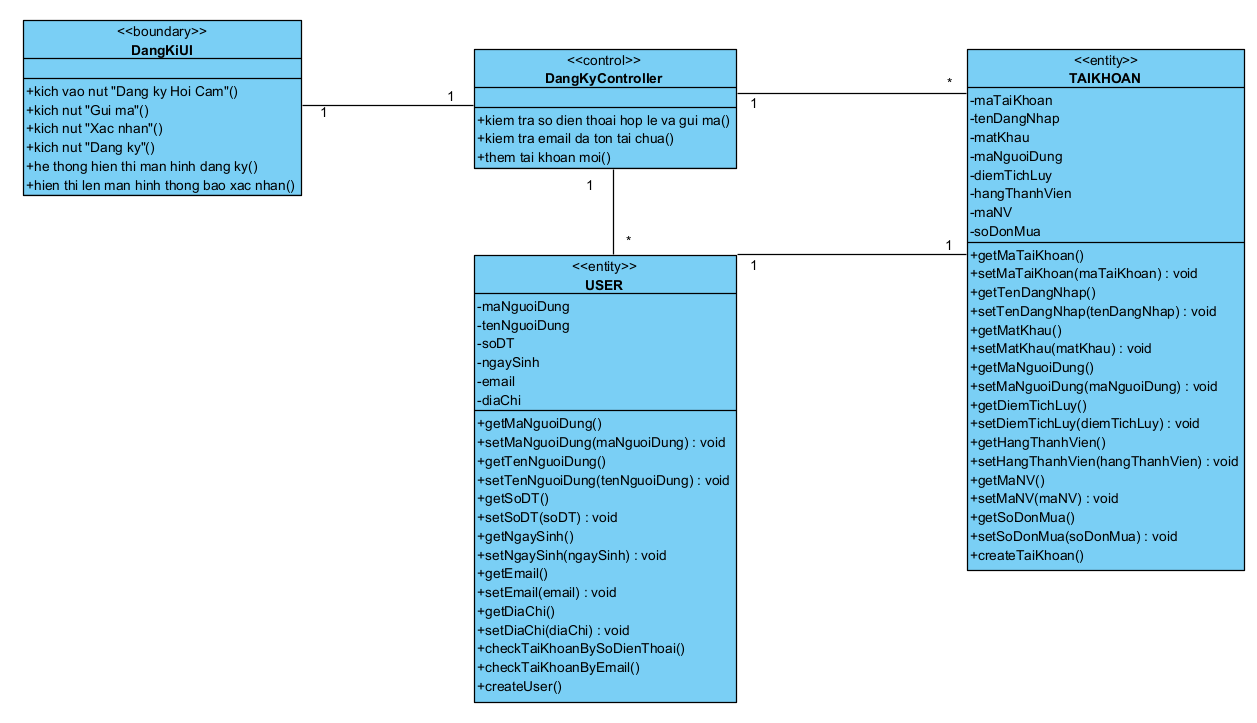 <<boundary>>
DangKiUI
+kich vao nut "Dang ky Hoi Cam"()
+kich nut "Gui ma"()
+kich nut "Xac nhan"()
+kich nut "Dang ky"()
+he thong hien thi man hinh dang ky()
+hien thi len man hinh thong bao xac nhan()
1
1
<<control>>
DangKyController
+kiem tra so dien thoai hop le va gui ma()
+kiem tra email da ton tai chua()
+them tai khoan moi()
1
*
1
*
<<entity>>
USER
-maNguoiDung
-tenNguoiDung
-soDT
-ngaySinh
-email
-diaChi
+getMaNguoiDung()
+setMaNguoiDung(maNguoiDung) : void
+getTenNguoiDung()
+setTenNguoiDung(tenNguoiDung) : void
+getSoDT()
+setSoDT(soDT) : void
+getNgaySinh()
+setNgaySinh(ngaySinh) : void
+getEmail()
+setEmail(email) : void
+getDiaChi()
+setDiaChi(diaChi) : void
+checkTaiKhoanBySoDienThoai()
+checkTaiKhoanByEmail()
+createUser()
1
1
<<entity>>
TAIKHOAN
-maTaiKhoan
-tenDangNhap
-matKhau
-maNguoiDung
-diemTichLuy
-hangThanhVien
-maNV
-soDonMua
+getMaTaiKhoan()
+setMaTaiKhoan(maTaiKhoan) : void
+getTenDangNhap()
+setTenDangNhap(tenDangNhap) : void
+getMatKhau()
+setMatKhau(matKhau) : void
+getMaNguoiDung()
+setMaNguoiDung(maNguoiDung) : void
+getDiemTichLuy()
+setDiemTichLuy(diemTichLuy) : void
+getHangThanhVien()
+setHangThanhVien(hangThanhVien) : void
+getMaNV()
+setMaNV(maNV) : void
+getSoDonMua()
+setSoDonMua(soDonMua) : void
+createTaiKhoan()